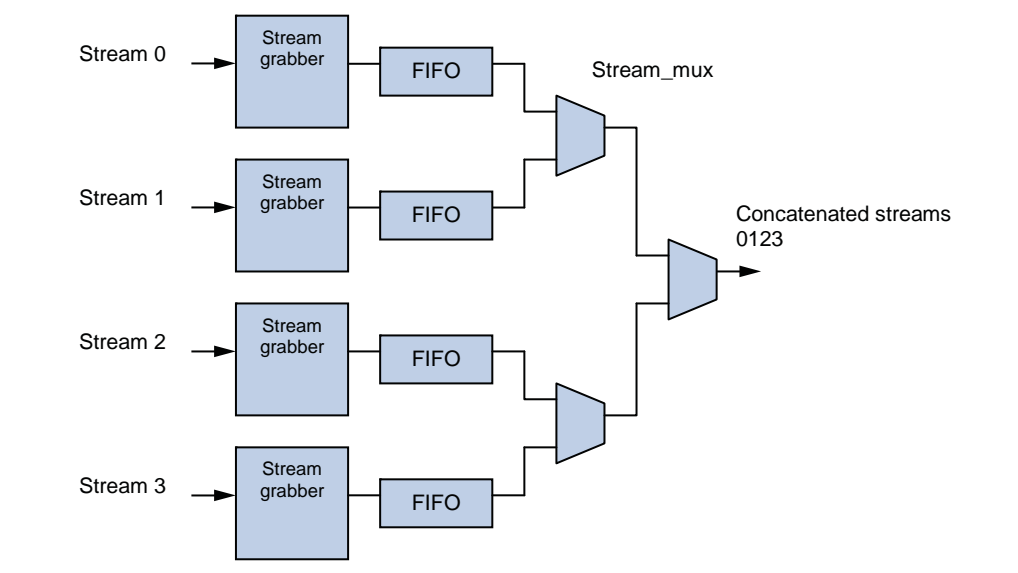 Stream 0
Stream
grabber
FIFO
Stream_mux
Stream 1
Stream
grabber
FIFO
Concatenated streams
0123
Stream 2
Stream
grabber
FIFO
Stream 3
Stream
grabber
FIFO